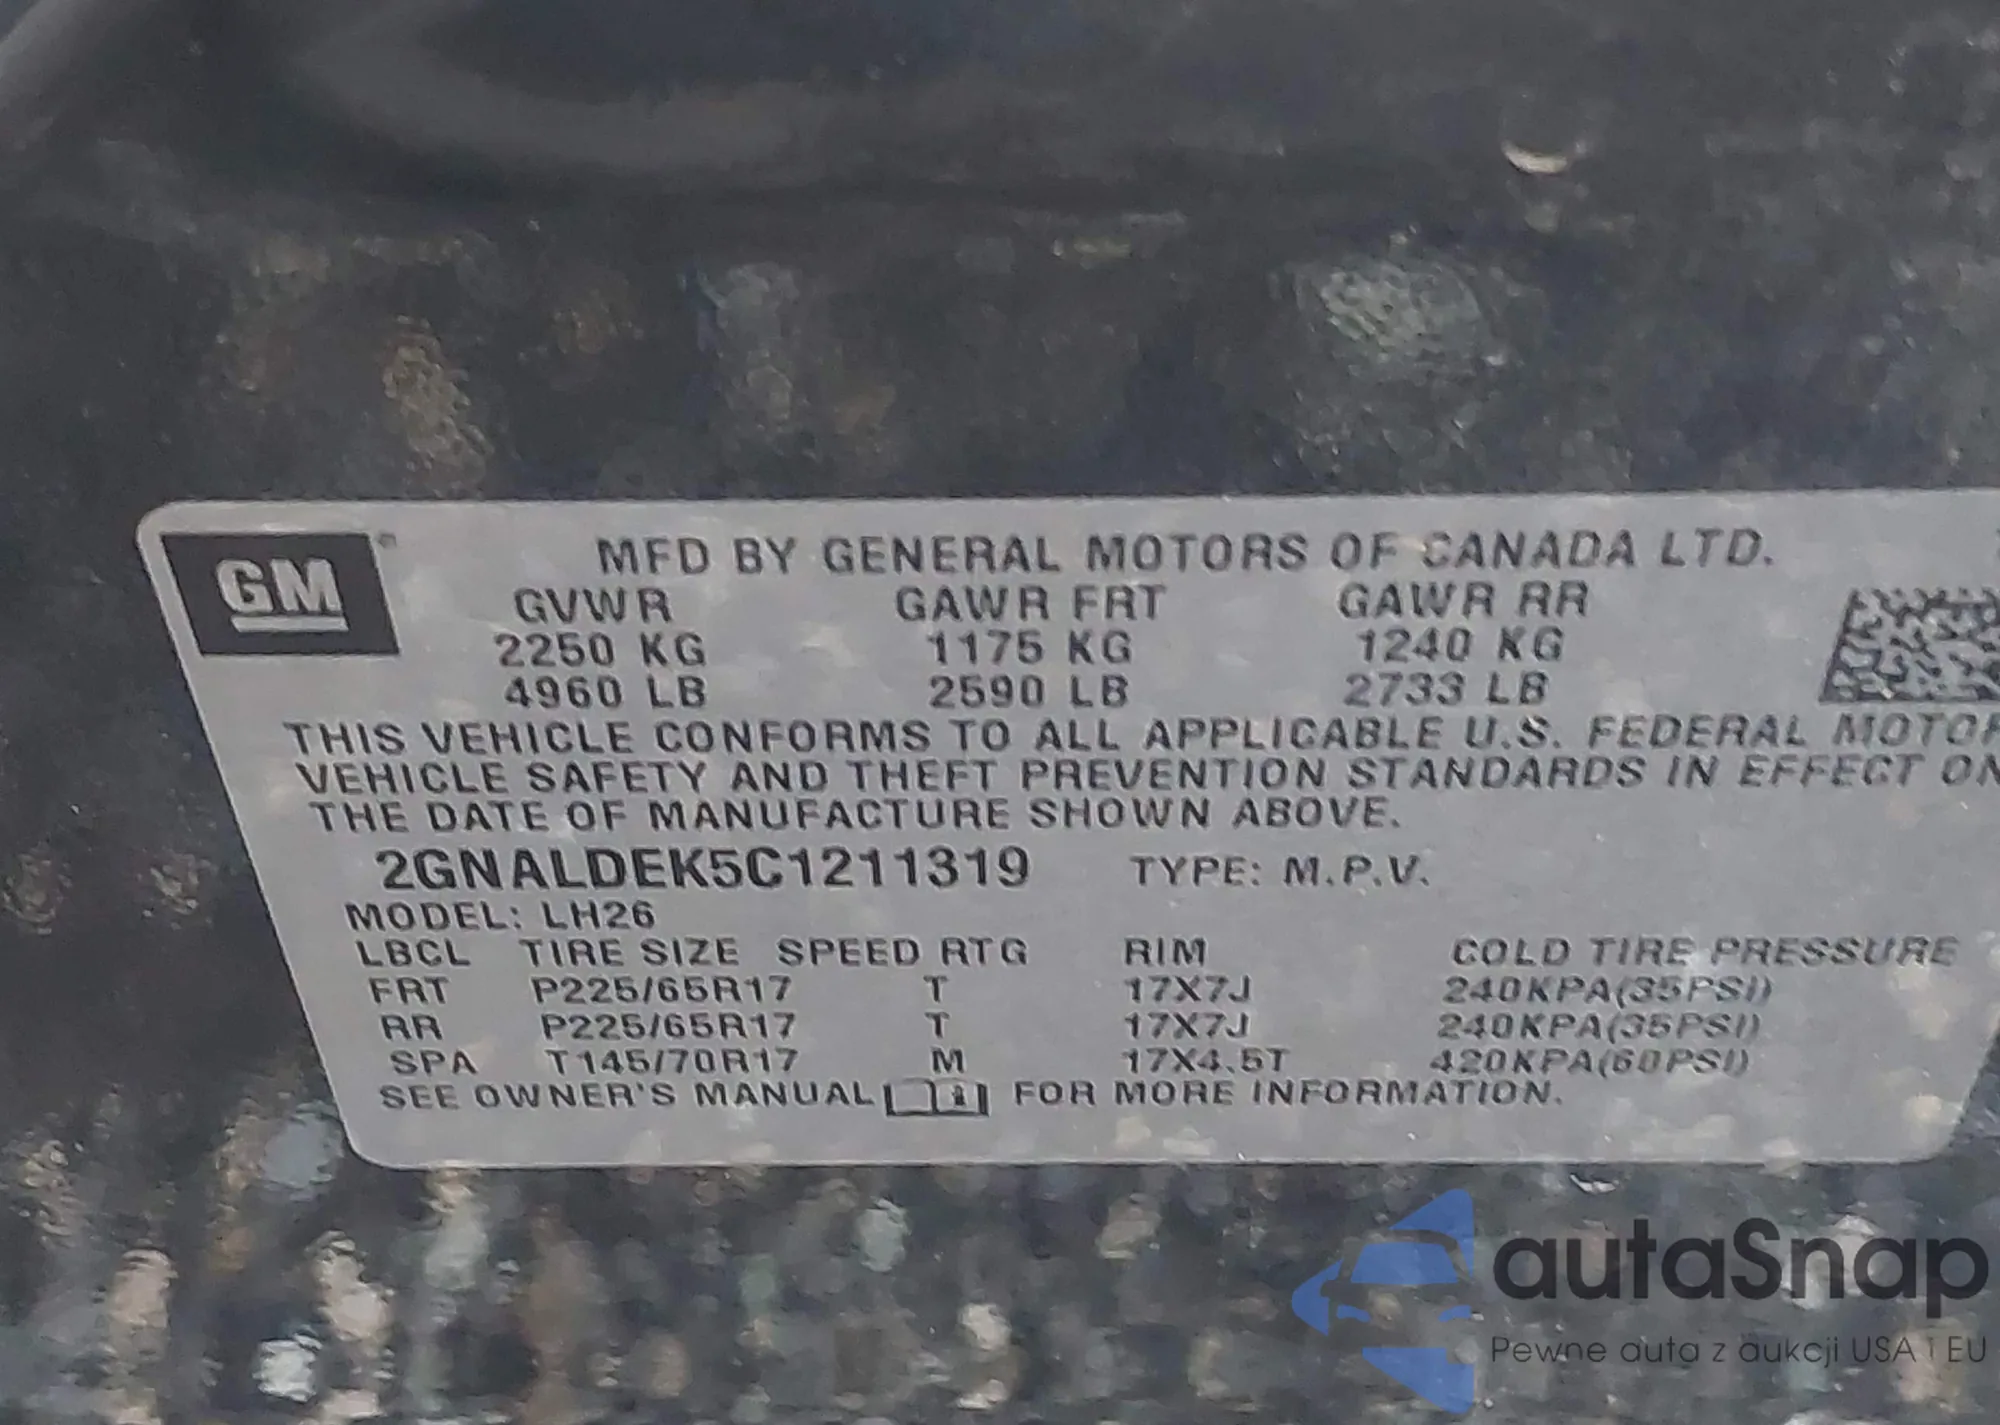 GM
MFD BY GENERAL MOTORS OF CANADA LTD.
GVWR GAWR FRT GAWR RR
2250 KG 1175 KG 1240 KG
4960 LB 2590 LB 2733 LB
THIS VEHICLE CONFORMS TO ALL APPLICABLE U.S. FEDERAL MOTOR
VEHICLE SAFETY AND THEFT PREVENTION STANDARDS IN EFFECT ON
THE DATE OF MANUFACTURE SHOWN ABOVE.
2GNALDEK5C1211319 TYPE: M.P.V.
MODEL: LH26
LBCL TIRE SIZE SPEED RTG RIM COLD TIRE PRESSURE
FRT P225/65R17 T 17X7J 240KPA(35PSI)
RR P225/65R17 T 17X7J 240KPA(35PSI)
SPA T145/70R17 M 17X4.5T 420KPA(60PSI)
SEE OWNER'S MANUAL FOR MORE INFORMATION.
autaSnap
Pewne auta z aukcji USA i EU